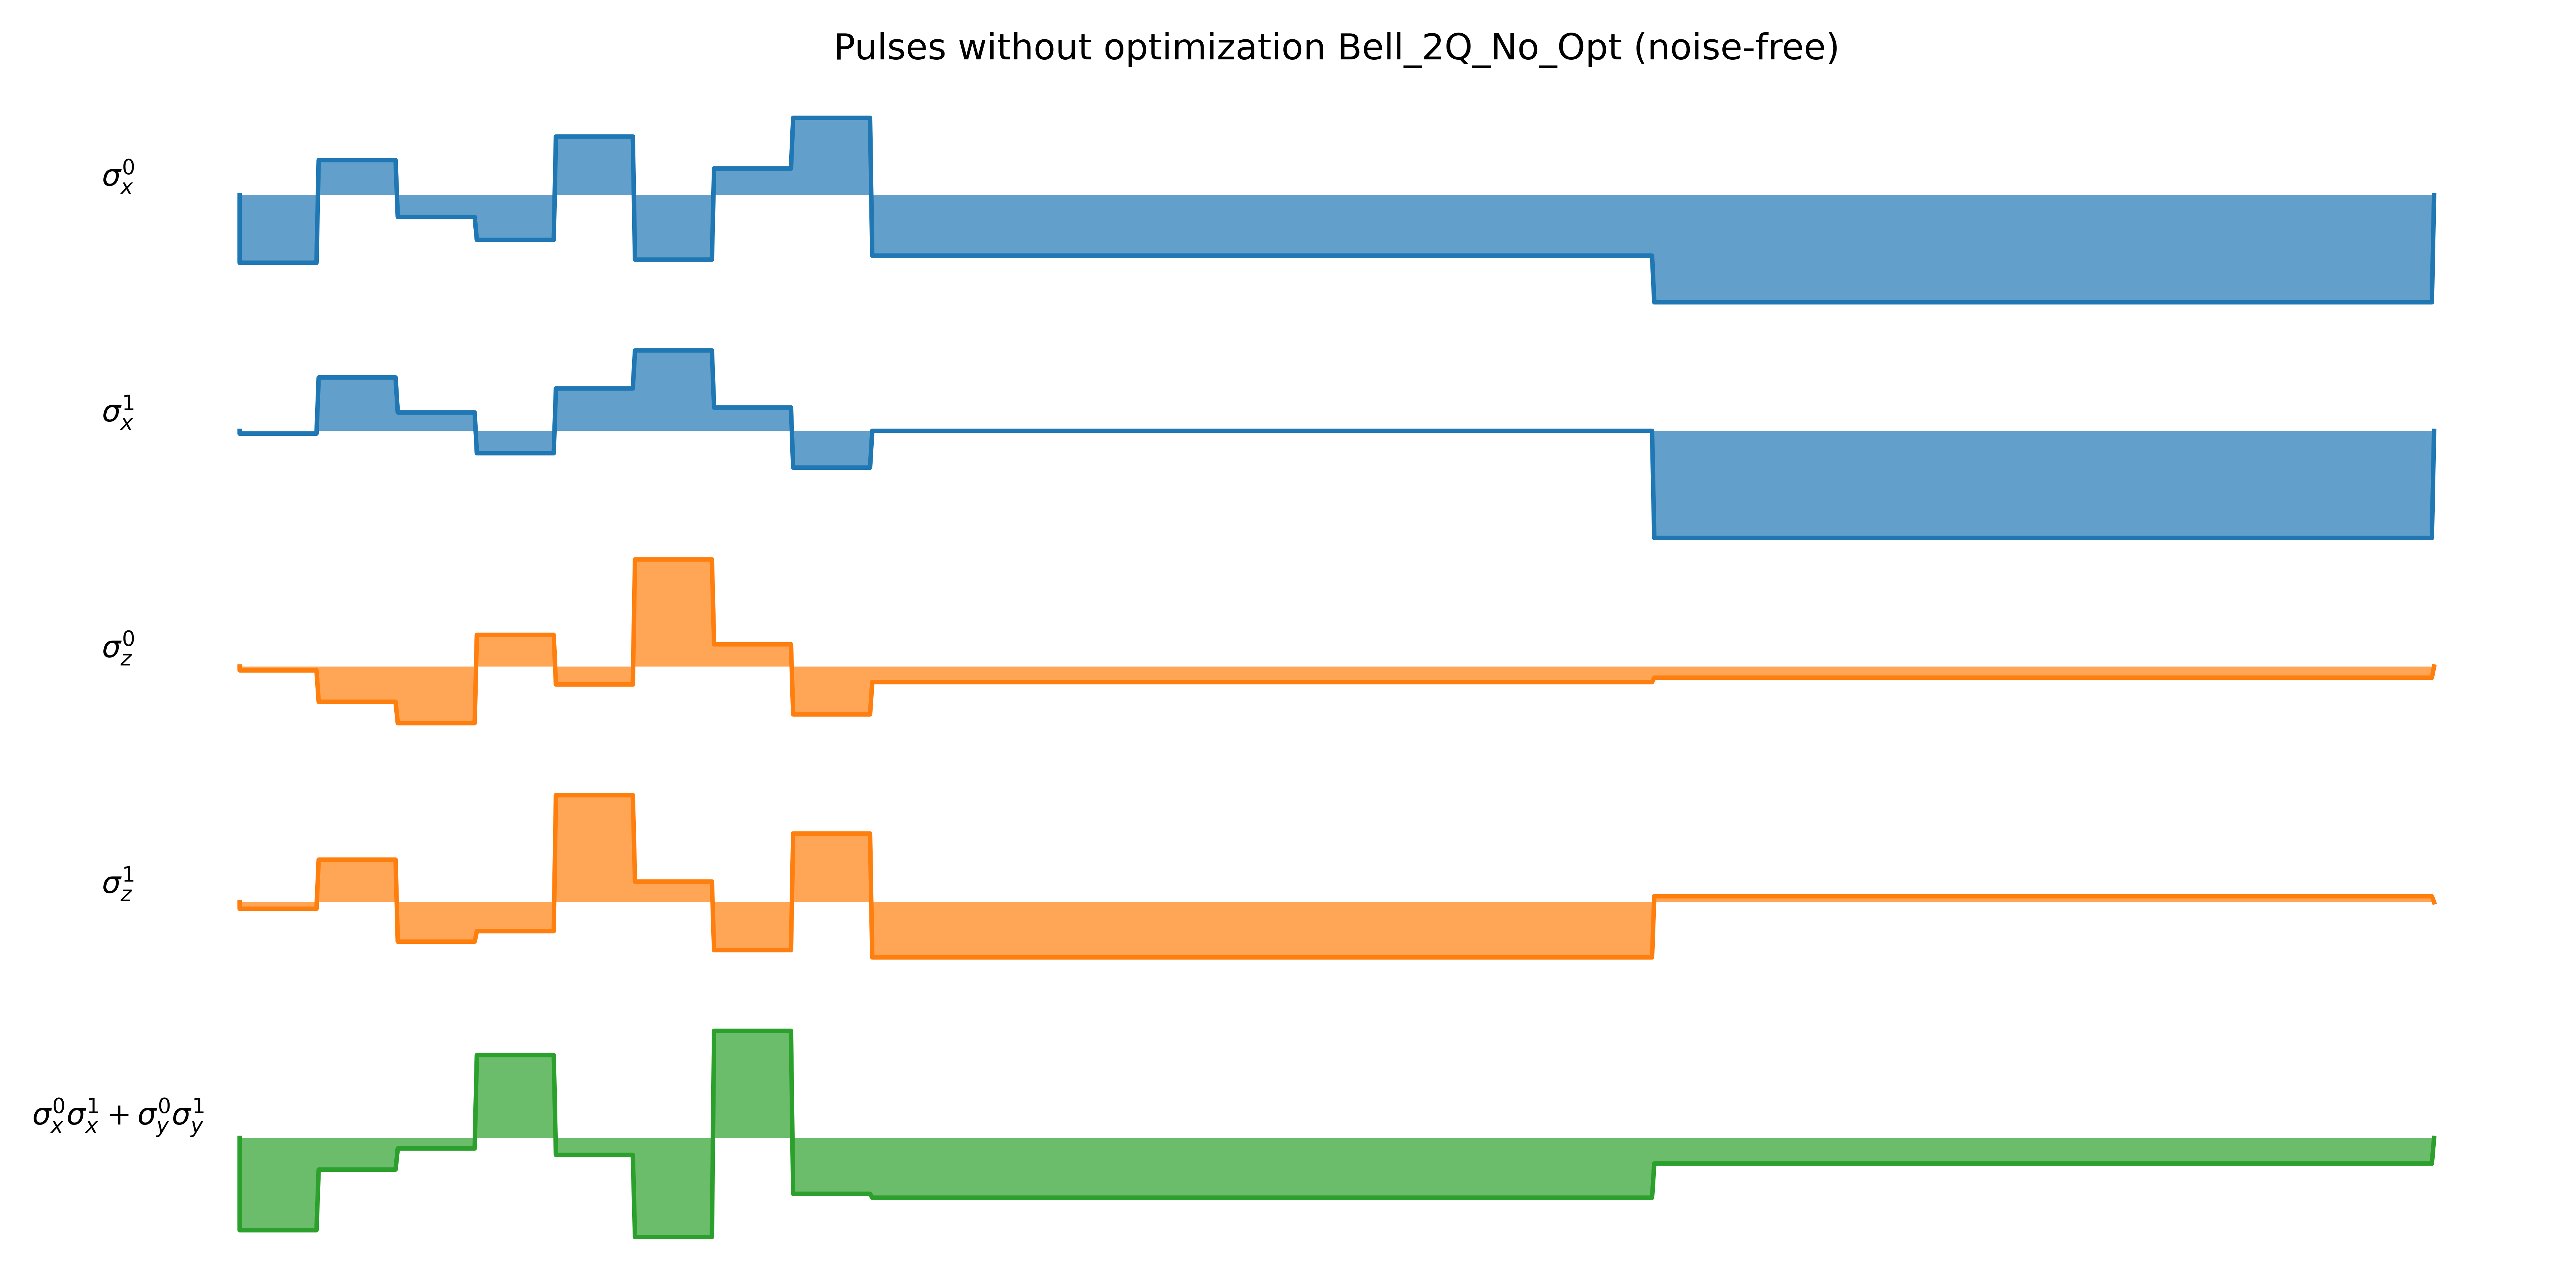 Pulses without optimization Bell_2Q_No_Opt (noise-free)
σ_x^0
σ_x^1
σ_z^0
σ_z^1
σ_x^0σ_x^1 + σ_y^0σ_y^1